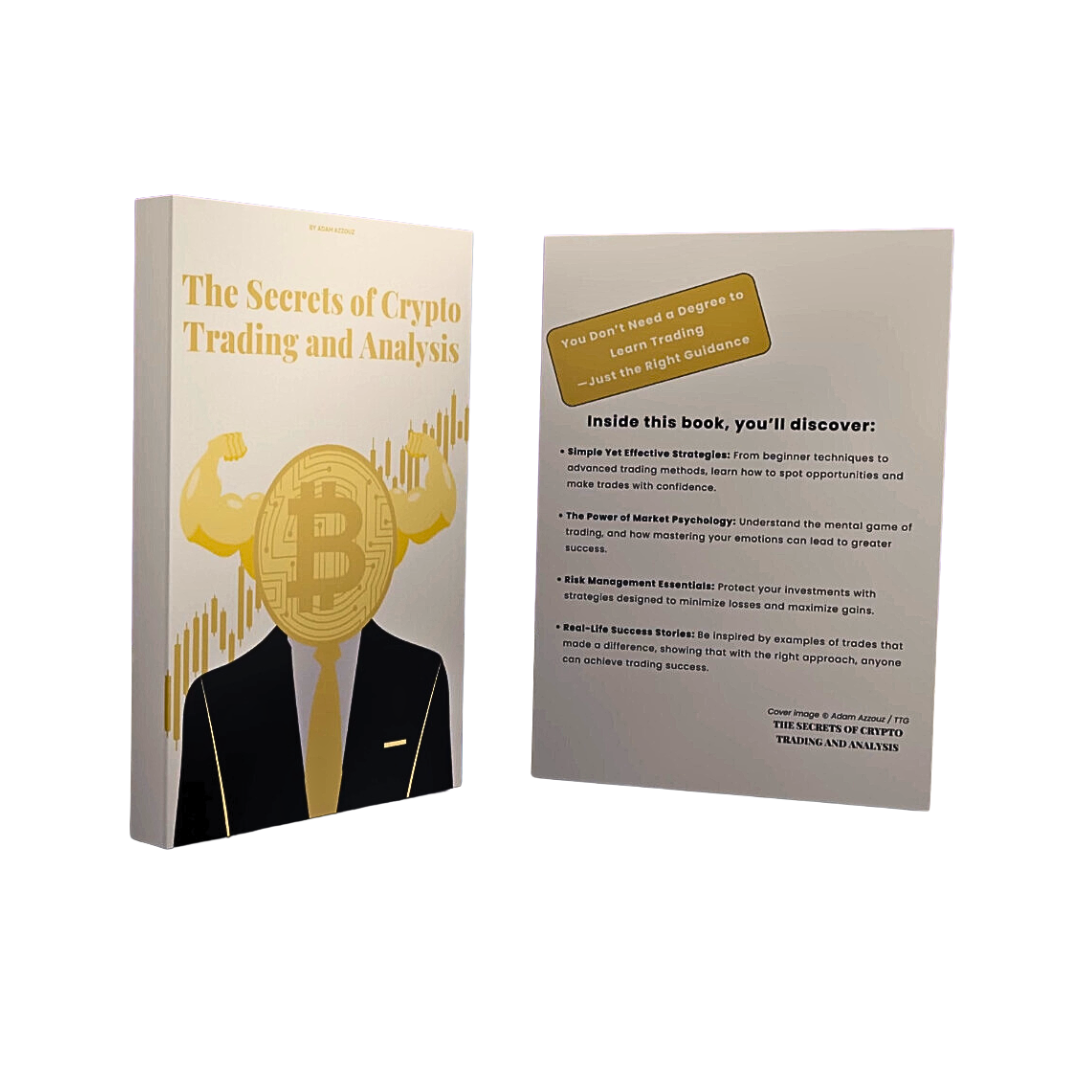 BY ADAM AZZOUZ
The Secrets of Crypto
Trading and Analysis
You Don't Need a Degree to
Learn Trading
—Just the Right Guidance
Inside this book, you'll discover:
• Simple Yet Effective Strategies: From beginner techniques to
advanced trading methods, learn how to spot opportunities and
make trades with confidence.
• The Power of Market Psychology: Understand the mental game of
trading, and how mastering your emotions can lead to greater
success.
• Risk Management Essentials: Protect your investments with
strategies designed to minimize losses and maximize gains.
• Real-Life Success Stories: Be inspired by examples of trades that
made a difference, showing that with the right approach, anyone
can achieve trading success.
Cover image © Adam Azzouz / TTG
THE SECRETS OF CRYPTO
TRADING AND ANALYSIS